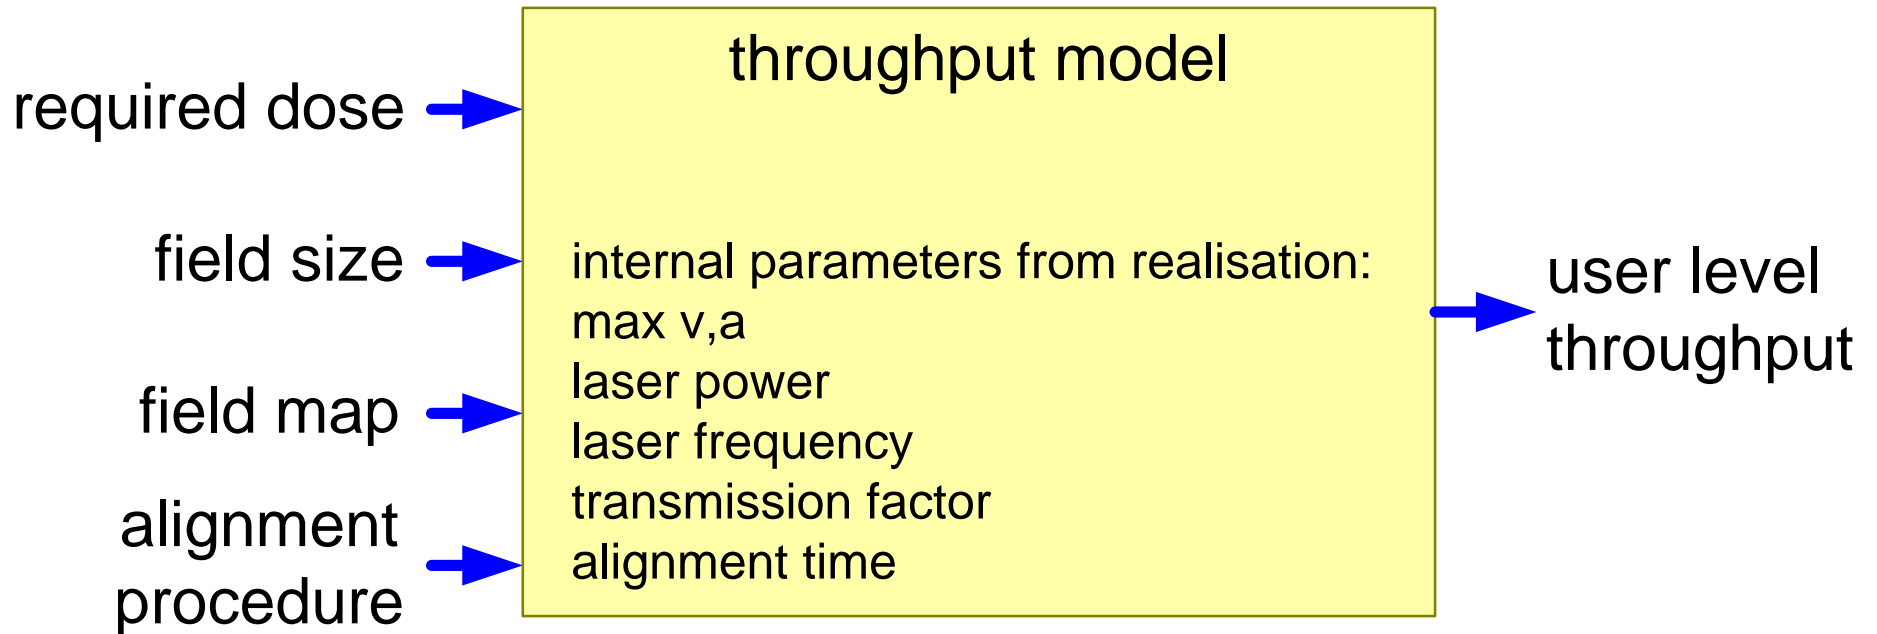 throughput model
required dose
field size
field map
alignment
procedure
internal parameters from realisation:
max v,a
laser power
laser frequency
transmission factor
alignment time
user level
throughput